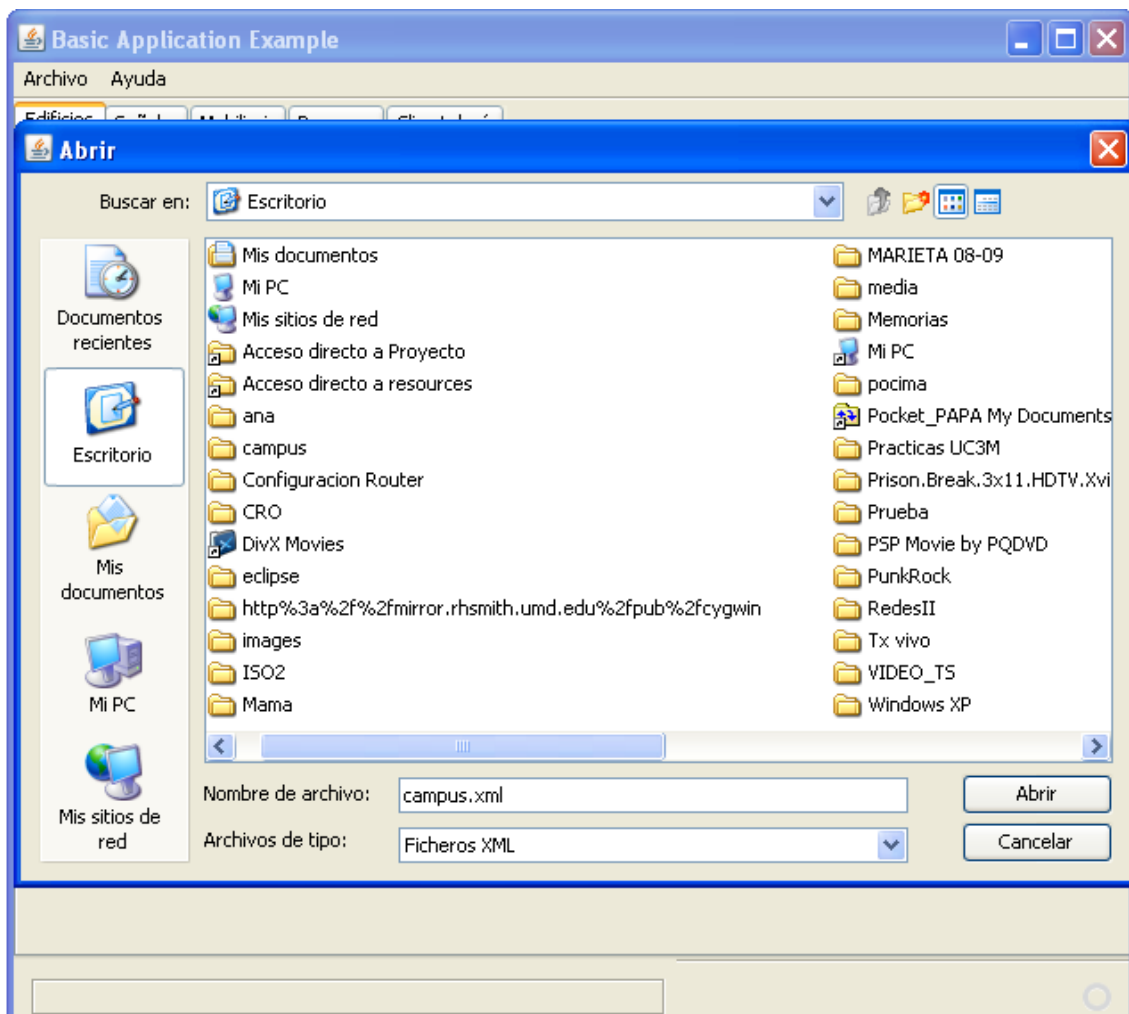 Basic Application Example
Archivo Ayuda
Edificios
Abrir
Buscar en: Escritorio
Documentos
recientes
Escritorio
Mis
documentos
Mi PC
Mis sitios de
red
Mis documentos
Mi PC
Mis sitios de red
Acceso directo a Proyecto
Acceso directo a resources
ana
campus
Configuracion Router
CRO
DivX Movies
eclipse
http%3a%2f%2fmirror.rhsmith.umd.edu%2fpub%2fcygwin
images
ISO2
Mama
MARIETA 08-09
media
Memorias
Mi PC
pocima
Pocket_PAPA My Documents
Practicas UC3M
Prison.Break.3x11.HDTV.Xvi
Prueba
PSP Movie by PQDVD
PunkRock
RedesII
Tx vivo
VIDEO_TS
Windows XP
Nombre de archivo: campus.xml Abrir
Archivos de tipo: Ficheros XML Cancelar